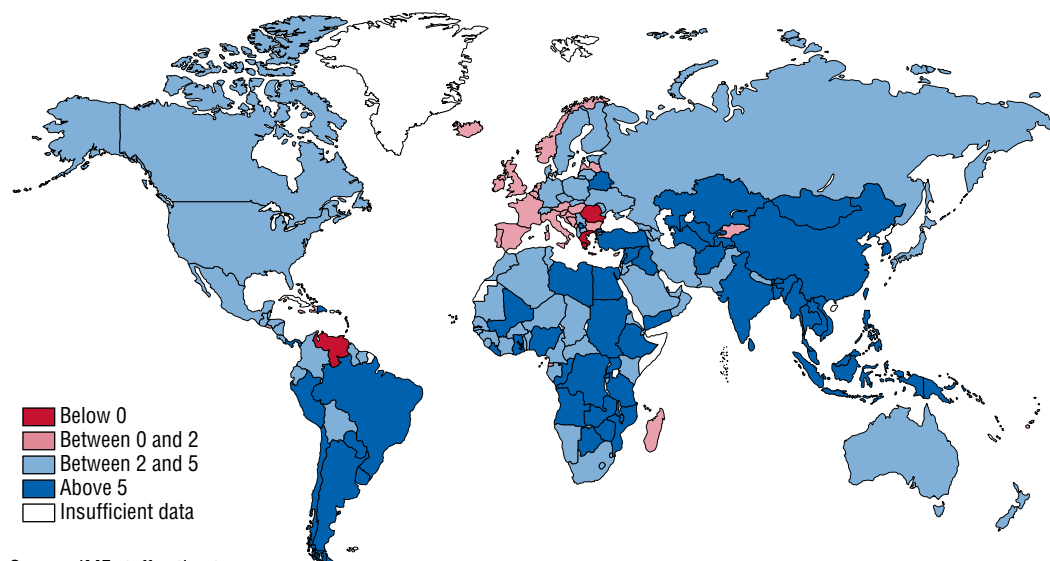 Below 0
Between 0 and 2
Between 2 and 5
Above 5
Insufficient data